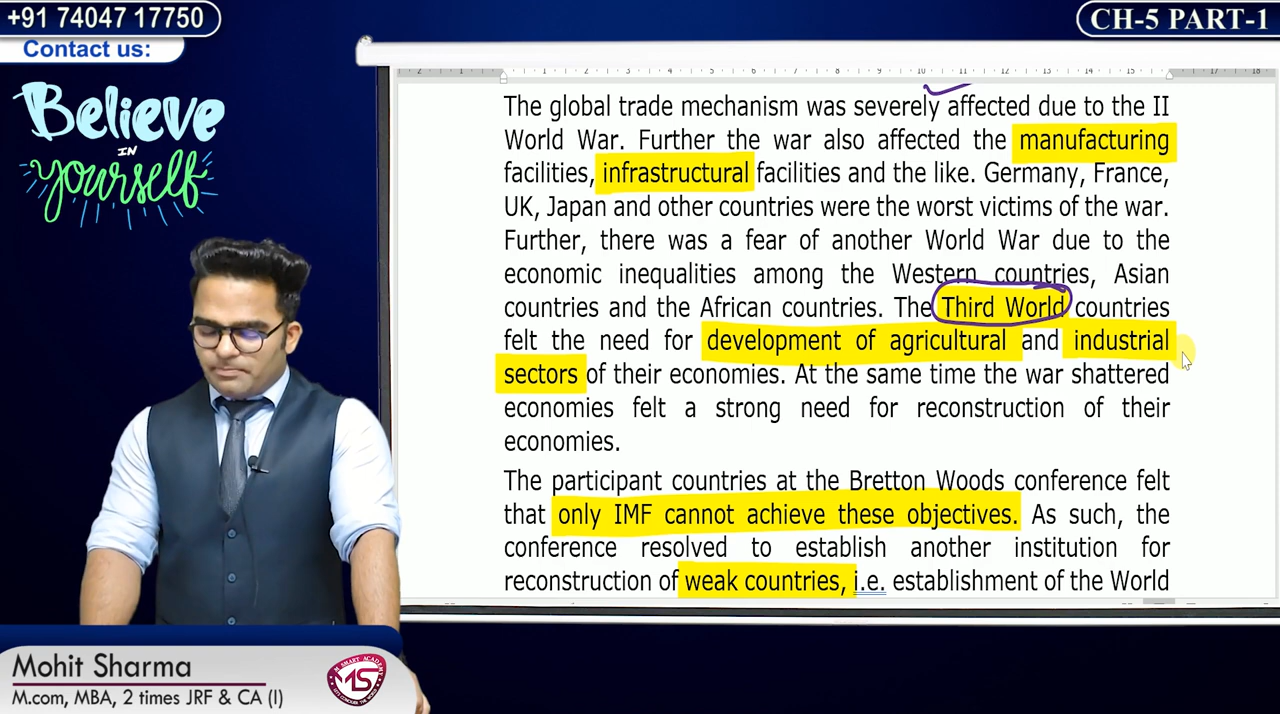 +91 74047 17750
Contact us:
CH-5 PART-1
Believe
IN
yourself
The global trade mechanism was severely affected due to the II
World War. Further the war also affected the manufacturing
facilities, infrastructural facilities and the like. Germany, France,
UK, Japan and other countries were the worst victims of the war.
Further, there was a fear of another World War due to the
economic inequalities among the Western countries, Asian
countries and the African countries. The Third World countries
felt the need for development of agricultural and industrial
sectors of their economies. At the same time the war shattered
economies felt a strong need for reconstruction of their
economies.
The participant countries at the Bretton Woods conference felt
that only IMF cannot achieve these objectives. As such, the
conference resolved to establish another institution for
reconstruction of weak countries, i.e. establishment of the World
Mohit Sharma
M.com, MBA, 2 times JRF & CA (I)
M SMART ACADEMY
MS